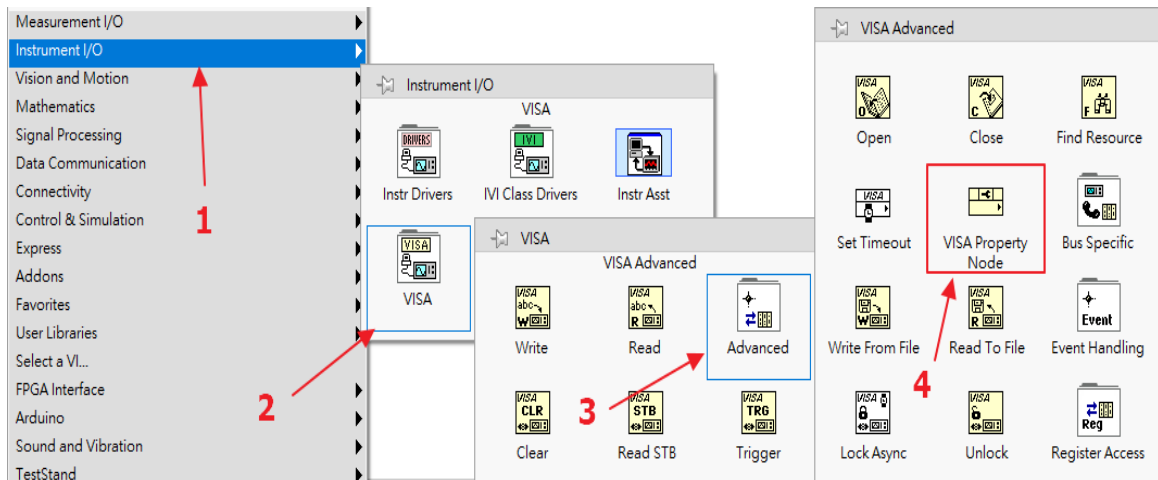 Measurement I/O
Instrument I/O
Vision and Motion
Mathematics
Signal Processing
Data Communication
Connectivity
Control & Simulation
Express
Addons
Favorites
User Libraries
Select a VI...
FPGA Interface
Arduino
Sound and Vibration
TestStand
1
Instrument I/O
VISA
DRIVERS
IVI
Instr Drivers
IVI Class Drivers
Instr Asst
VISA
VISA
2
VISA
VISA Advanced
VISA
abc
W
VISA
abc
R
Write
Read
Advanced
VISA
CLR
VISA
STB
VISA
TRG
Clear
Read STB
Trigger
3
VISA Advanced
VISA
O
VISA
C
VISA
F
Open
Close
Find Resource
VISA
Set Timeout
VISA Property
Node
Bus Specific
VISA
W
VISA
R
Event
Write From File
Read To File
Event Handling
4
VISA
VISA
Reg
Lock Async
Unlock
Register Access